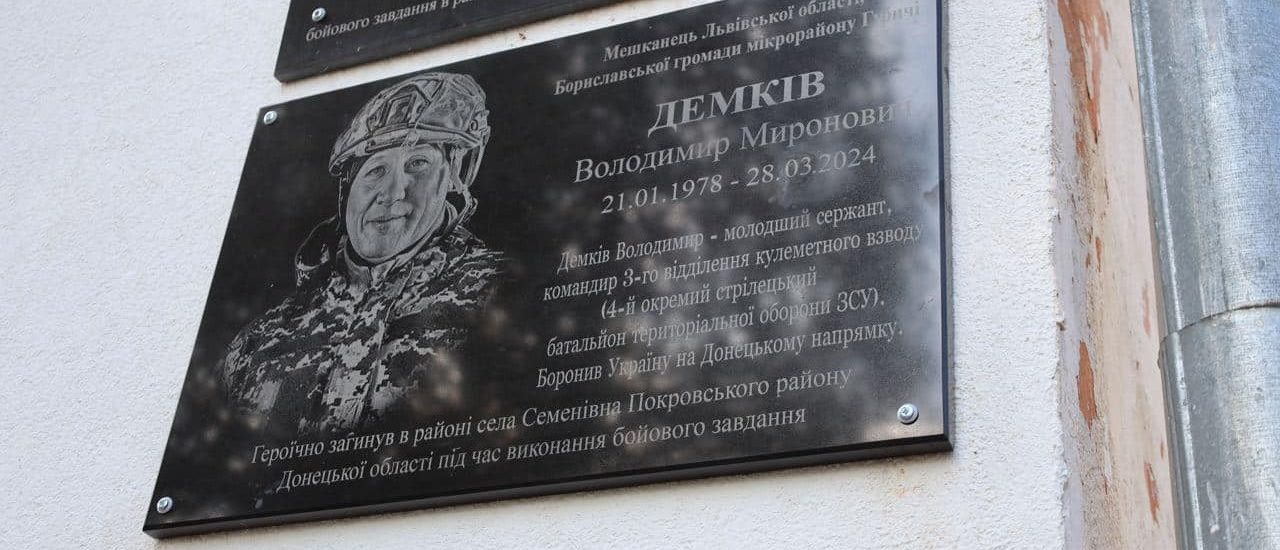 бойового завдання в ра
Мешканець Львівської області,
Бориславської громади мікрорайону Губичі
ДЕМКІВ
Володимир Миронович
21.01.1978 - 28.03.2024
Демків Володимир - молодший сержант,
командир 3-го відділення кулеметного взводу
(4-й окремий стрілецький
батальйон територіальної оборони ЗСУ).
Боронив Україну на Донецькому напрямку.
Героїчно загинув в районі села Семенівна Покровського району
Донецької області під час виконання бойового завдання